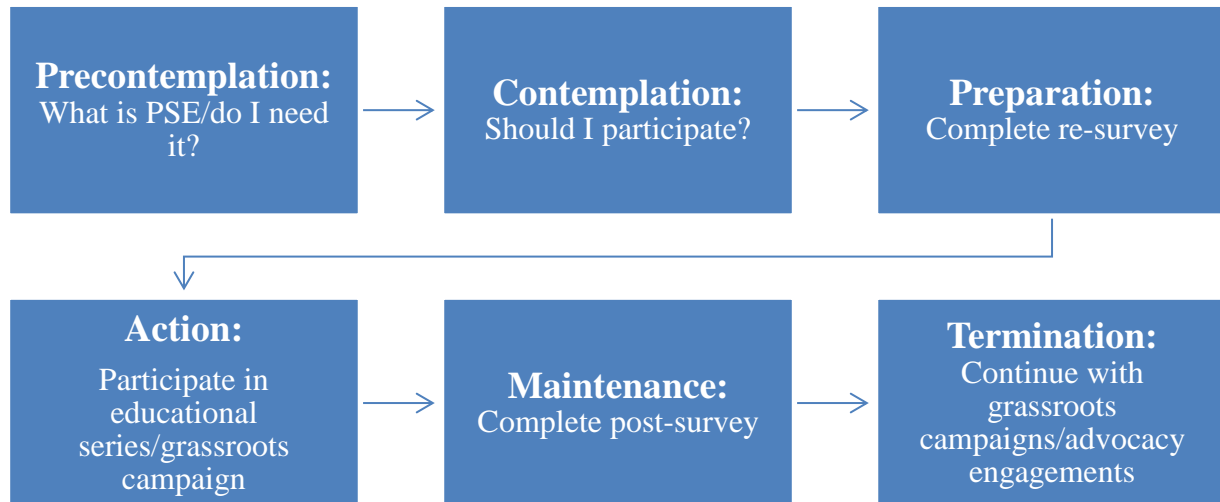 Precontemplation:
What is PSE/do I need
it?
Contemplation:
Should I participate?
Preparation:
Complete re-survey
Action:
Participate in
educational
series/grassroots
campaign
Maintenance:
Complete post-survey
Termination:
Continue with
grassroots
campaigns/advocacy
engagements